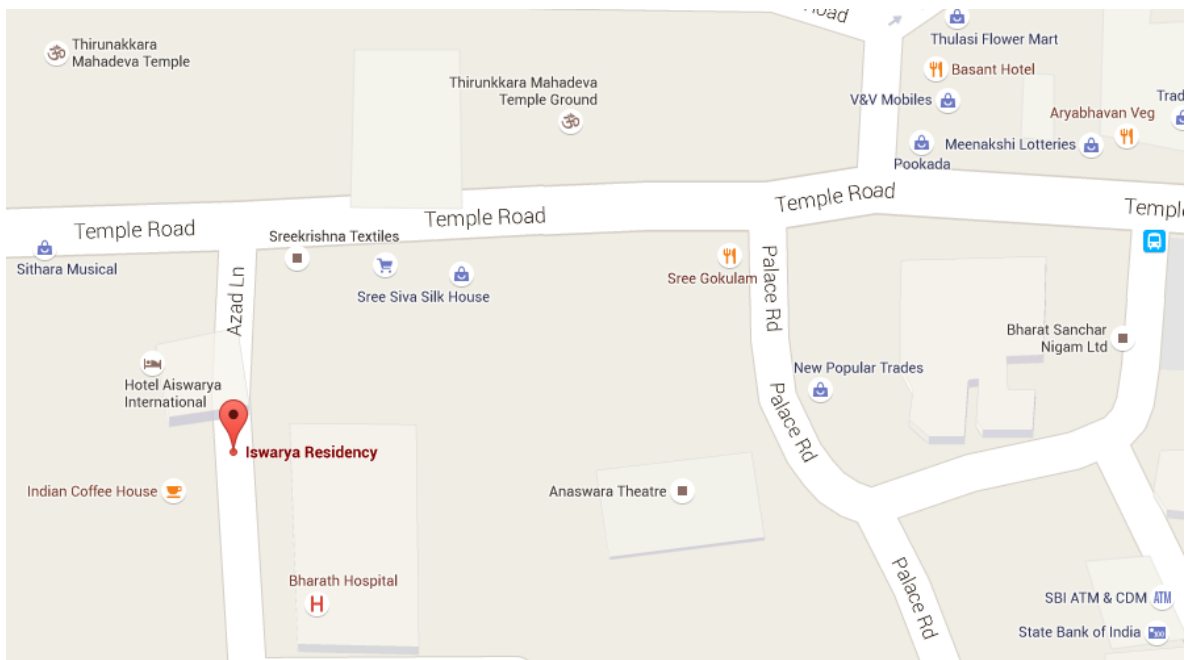 Road
Thirunakkara
Mahadeva Temple
Thulasi Flower Mart
Basant Hotel
Thirunkkara Mahadeva
Temple Ground
V&V Mobiles
Trad
Aryabhavan Veg
Meenakshi Lotteries
Pookada
Temple Road
Temple Road
Temple Road
Temple
Sreekrishna Textiles
Sithara Musical
Azad Ln
Sree Siva Silk House
Sree Gokulam
Palace Rd
Bharat Sanchar
Nigam Ltd
New Popular Trades
Hotel Aiswarya
International
Palace Rd
Iswarya Residency
Indian Coffee House
Anaswara Theatre
Bharath Hospital
H
Palace Rd
SBI ATM & CDM
ATM
State Bank of India